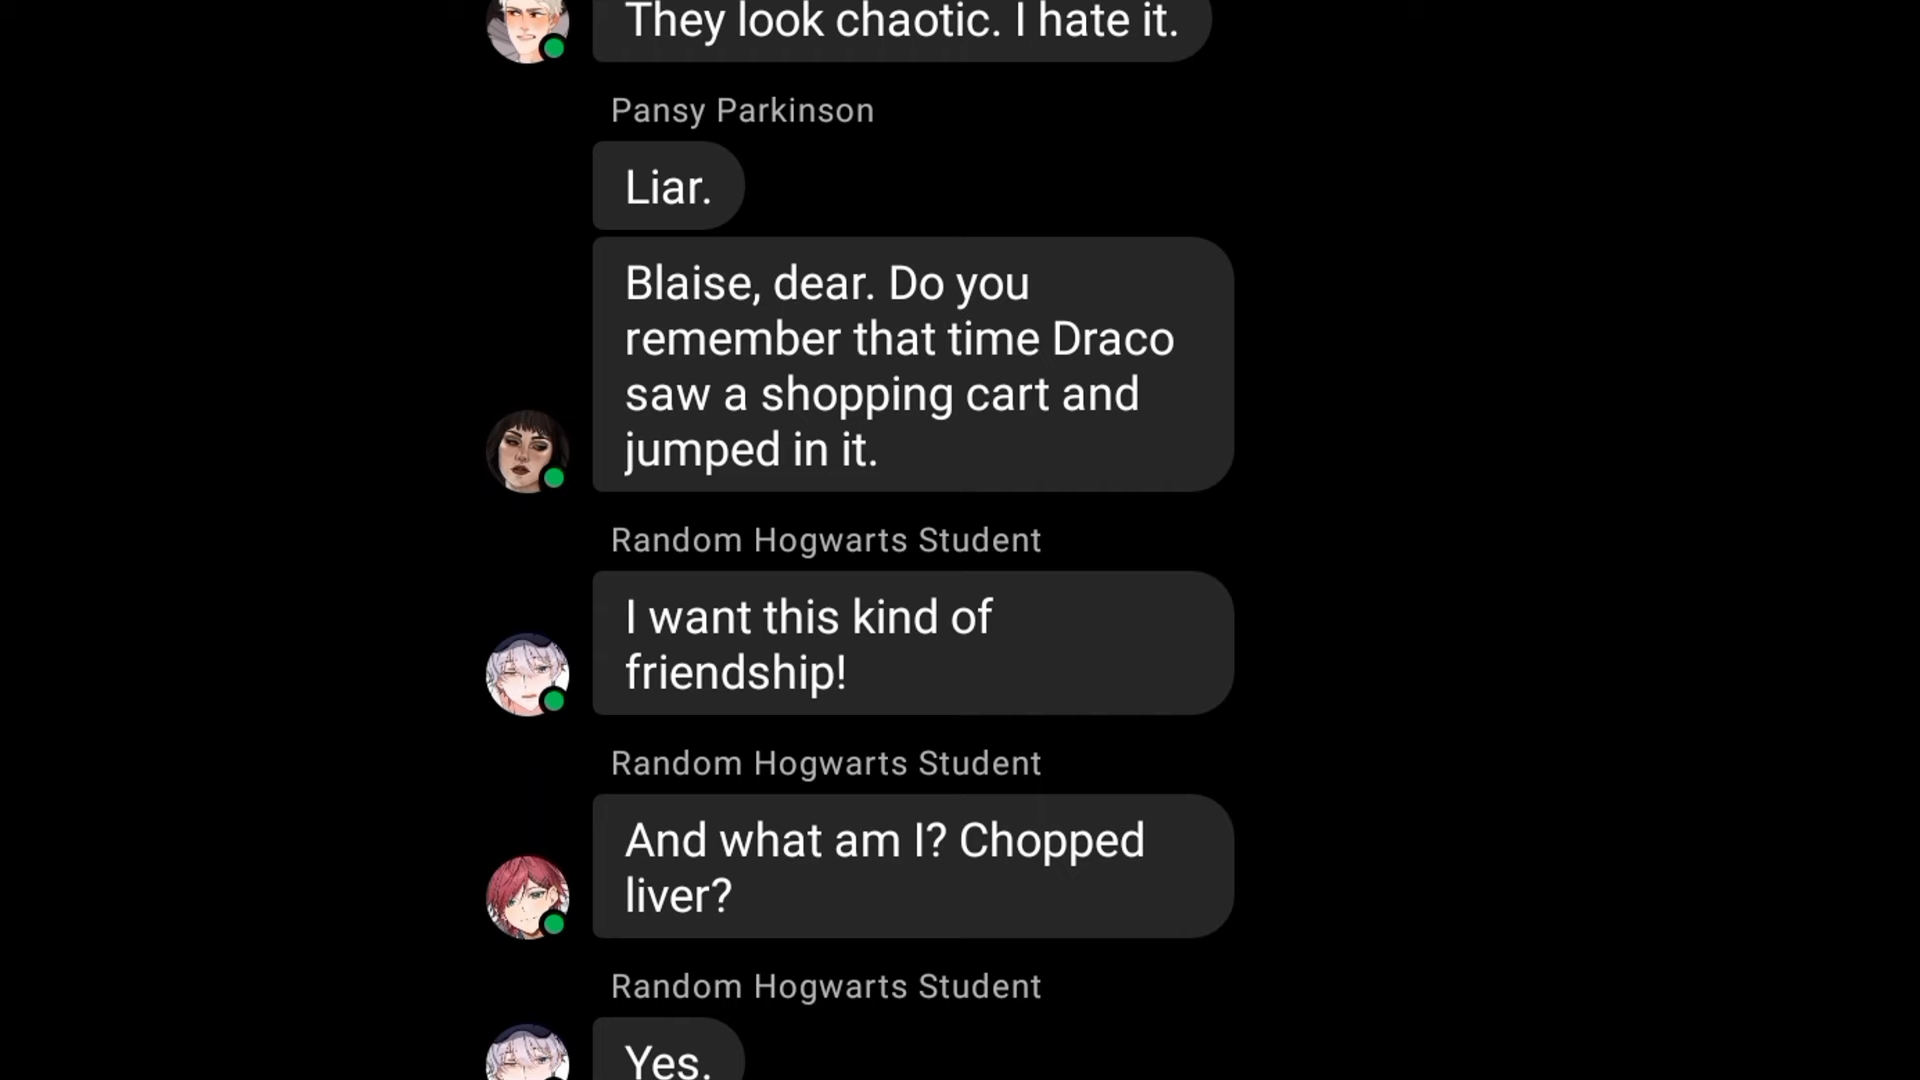 They look chaotic. I hate it.
Pansy Parkinson
Liar.
Blaise, dear. Do you
remember that time Draco
saw a shopping cart and
jumped in it.
Random Hogwarts Student
I want this kind of
friendship!
Random Hogwarts Student
And what am I? Chopped
liver?
Random Hogwarts Student
Yes.